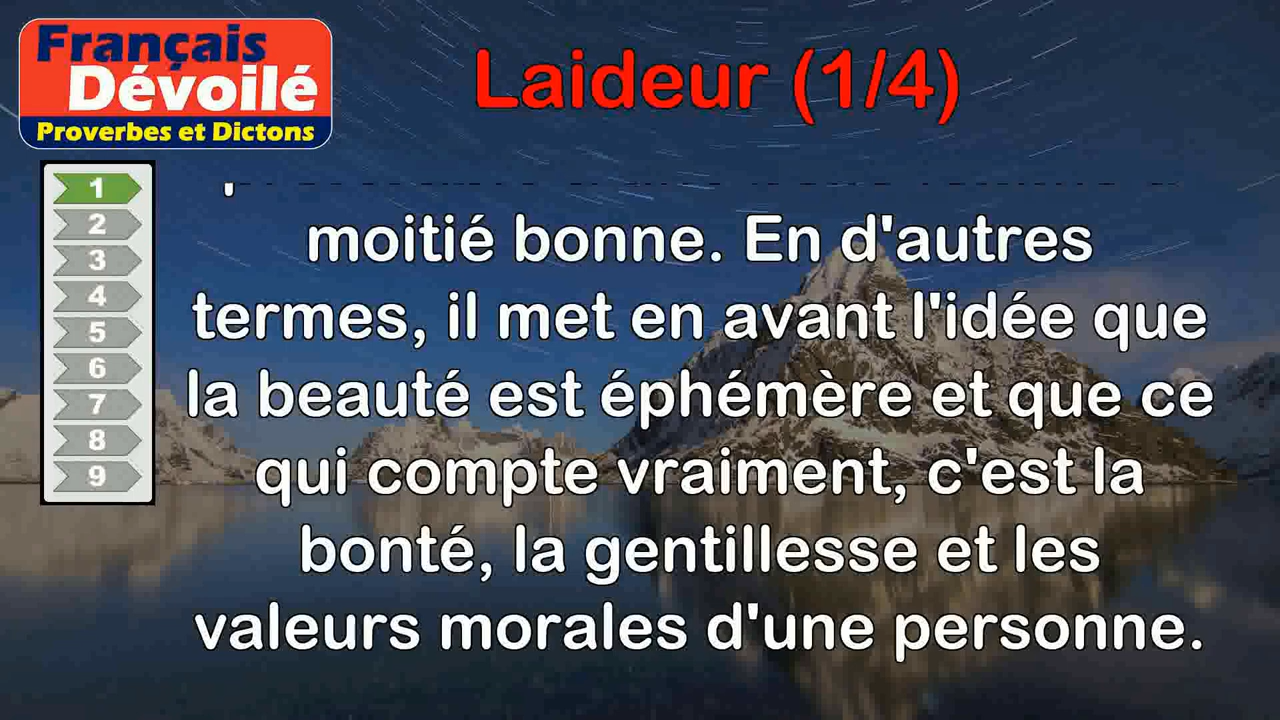 Français
Dévoilé
Proverbes et Dictons
Laideur (1/4)
1
2
3
4
5
6
7
8
9
moitié bonne. En d'autres
termes, il met en avant l'idée que
la beauté est éphémère et que ce
qui compte vraiment, c'est la
bonté, la gentillesse et les
valeurs morales d'une personne.